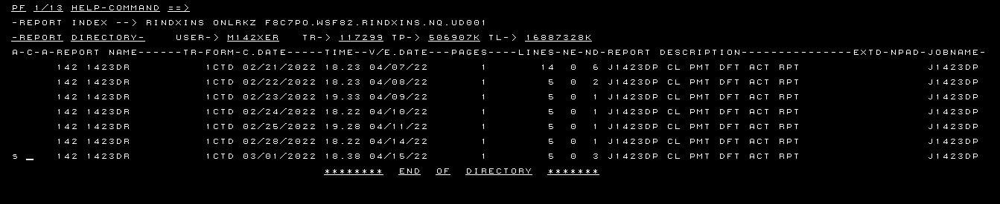 PF 1/13 HELP-COMMAND ==>
-REPORT INDEX --> RINDXINS ONLRKZ F8C7PO.WSF82.RINDXINS.NQ.UD001
-REPORT DIRECTORY- USER-> M142XER TR-> 117299 TP-> 506907K TL-> 16887328K
A-C-A-REPORT NAME------TR-FORM-C.DATE-----TIME--V/E.DATE---PAGES----LINES-NE-ND-REPORT DESCRIPTION---------------EXTD-NPAD-JOBNAME-
142 1423DR 1CTD 02/21/2022 18.23 04/07/22 1 14 0 6 J1423DP CL PMT DFT ACT RPT J1423DP
142 1423DR 1CTD 02/22/2022 18.23 04/08/22 1 5 0 2 J1423DP CL PMT DFT ACT RPT J1423DP
142 1423DR 1CTD 02/23/2022 19.33 04/09/22 1 5 0 1 J1423DP CL PMT DFT ACT RPT J1423DP
142 1423DR 1CTD 02/24/2022 18.22 04/10/22 1 5 0 1 J1423DP CL PMT DFT ACT RPT J1423DP
142 1423DR 1CTD 02/25/2022 19.28 04/11/22 1 5 0 1 J1423DP CL PMT DFT ACT RPT J1423DP
142 1423DR 1CTD 02/28/2022 18.22 04/14/22 1 5 0 1 J1423DP CL PMT DFT ACT RPT J1423DP
s _ 142 1423DR 1CTD 03/01/2022 18.38 04/15/22 1 5 0 3 J1423DP CL PMT DFT ACT RPT J1423DP
******** END OF DIRECTORY *******